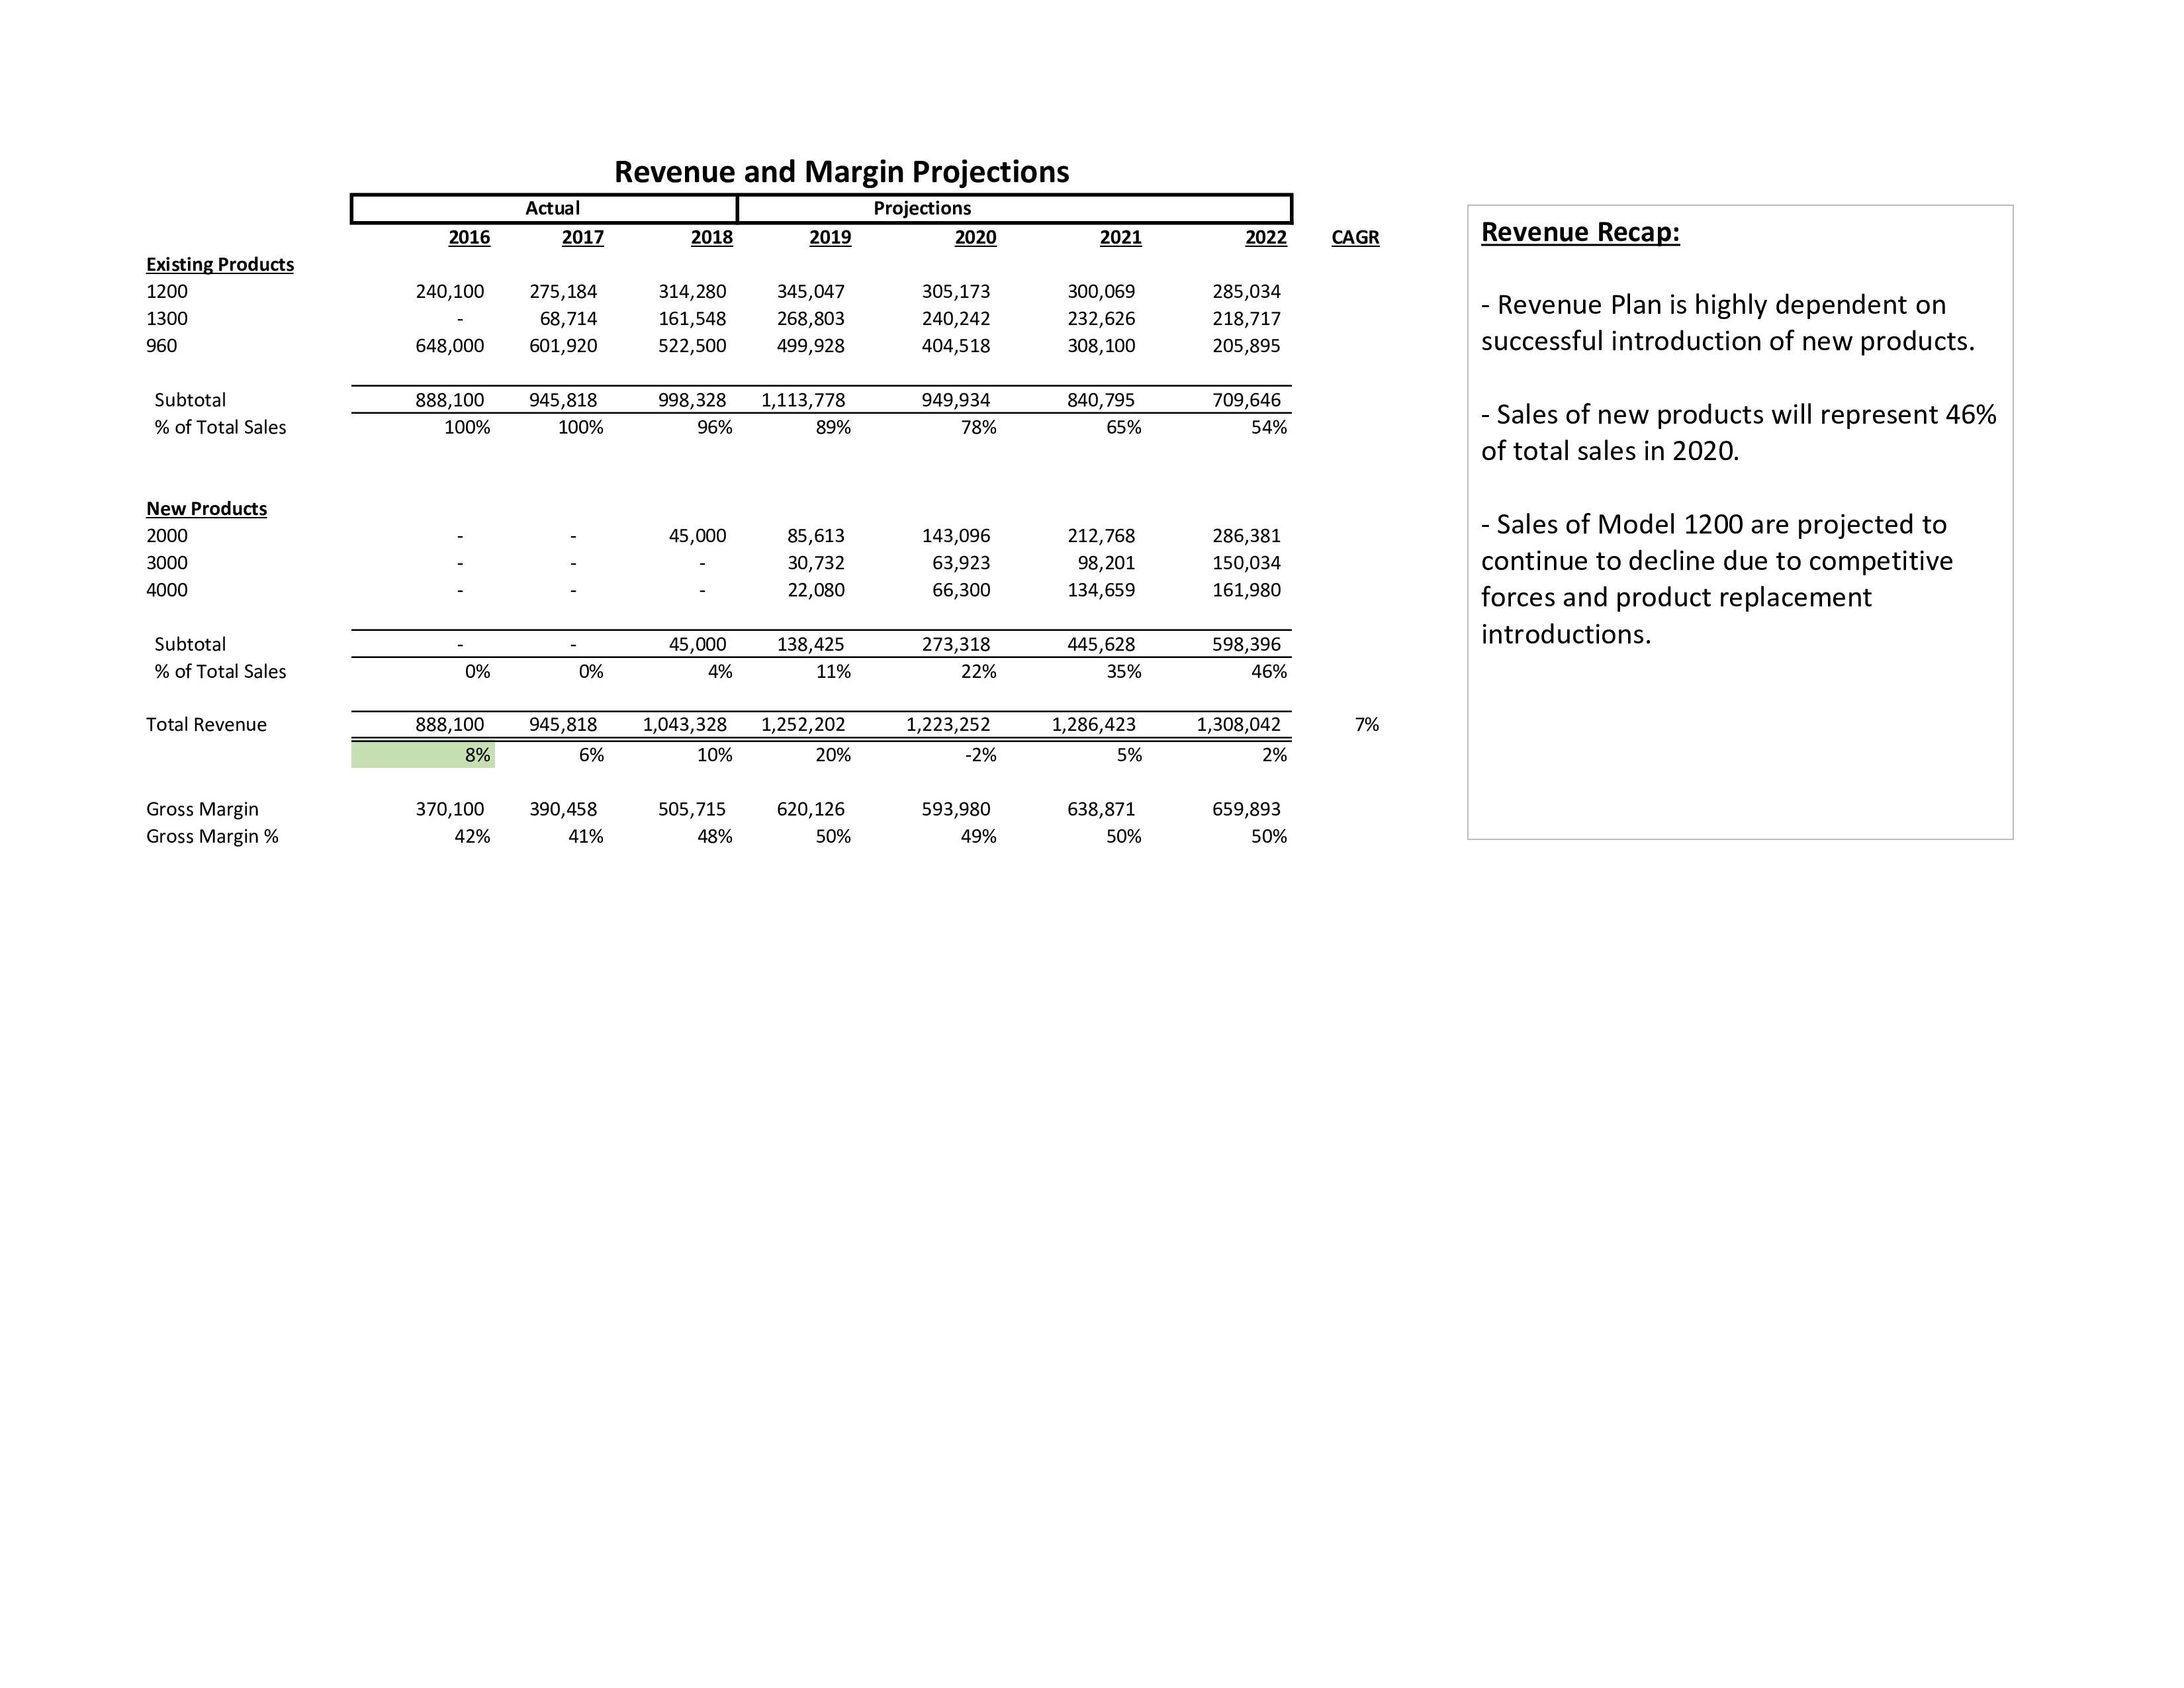 Revenue and Margin Projections
Actual Projections
2016 2017 2018 2019 2020 2021 2022 CAGR
Existing Products
1200 240,100 275,184 314,280 345,047 305,173 300,069 285,034
1300 - 68,714 161,548 268,803 240,242 232,626 218,717
960 648,000 601,920 522,500 499,928 404,518 308,100 205,895
Subtotal 888,100 945,818 998,328 1,113,778 949,934 840,795 709,646
% of Total Sales 100% 100% 96% 89% 78% 65% 54%
New Products
2000 - - 45,000 85,613 143,096 212,768 286,381
3000 - - - 30,732 63,923 98,201 150,034
4000 - - - 22,080 66,300 134,659 161,980
Subtotal - - 45,000 138,425 273,318 445,628 598,396
% of Total Sales 0% 0% 4% 11% 22% 35% 46%
Total Revenue 888,100 945,818 1,043,328 1,252,202 1,223,252 1,286,423 1,308,042 7%
8% 6% 10% 20% -2% 5% 2%
Gross Margin 370,100 390,458 505,715 620,126 593,980 638,871 659,893
Gross Margin % 42% 41% 48% 50% 49% 50% 50%
Revenue Recap:
- Revenue Plan is highly dependent on
successful introduction of new products.
- Sales of new products will represent 46%
of total sales in 2020.
- Sales of Model 1200 are projected to
continue to decline due to competitive
forces and product replacement
introductions.